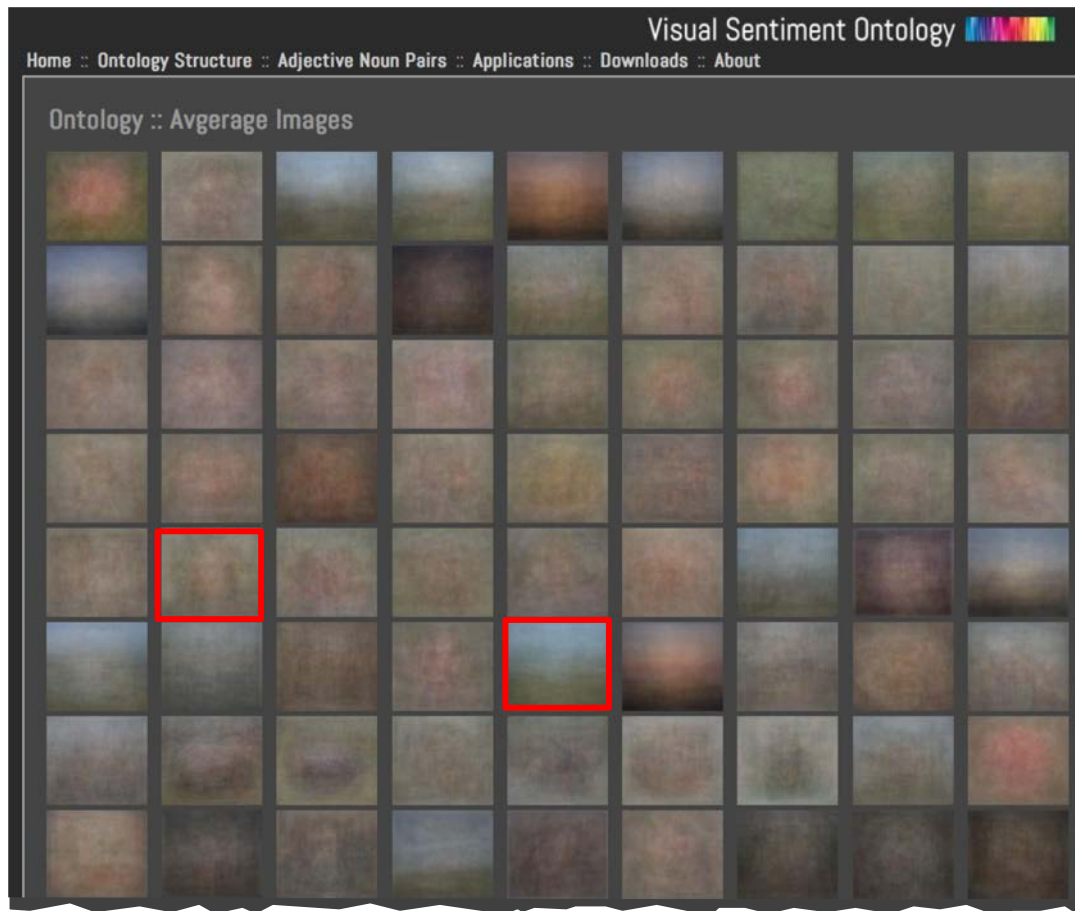 Visual Sentiment Ontology
Home :: Ontology Structure :: Adjective Noun Pairs :: Applications :: Downloads :: About
Ontology :: Avgerage Images